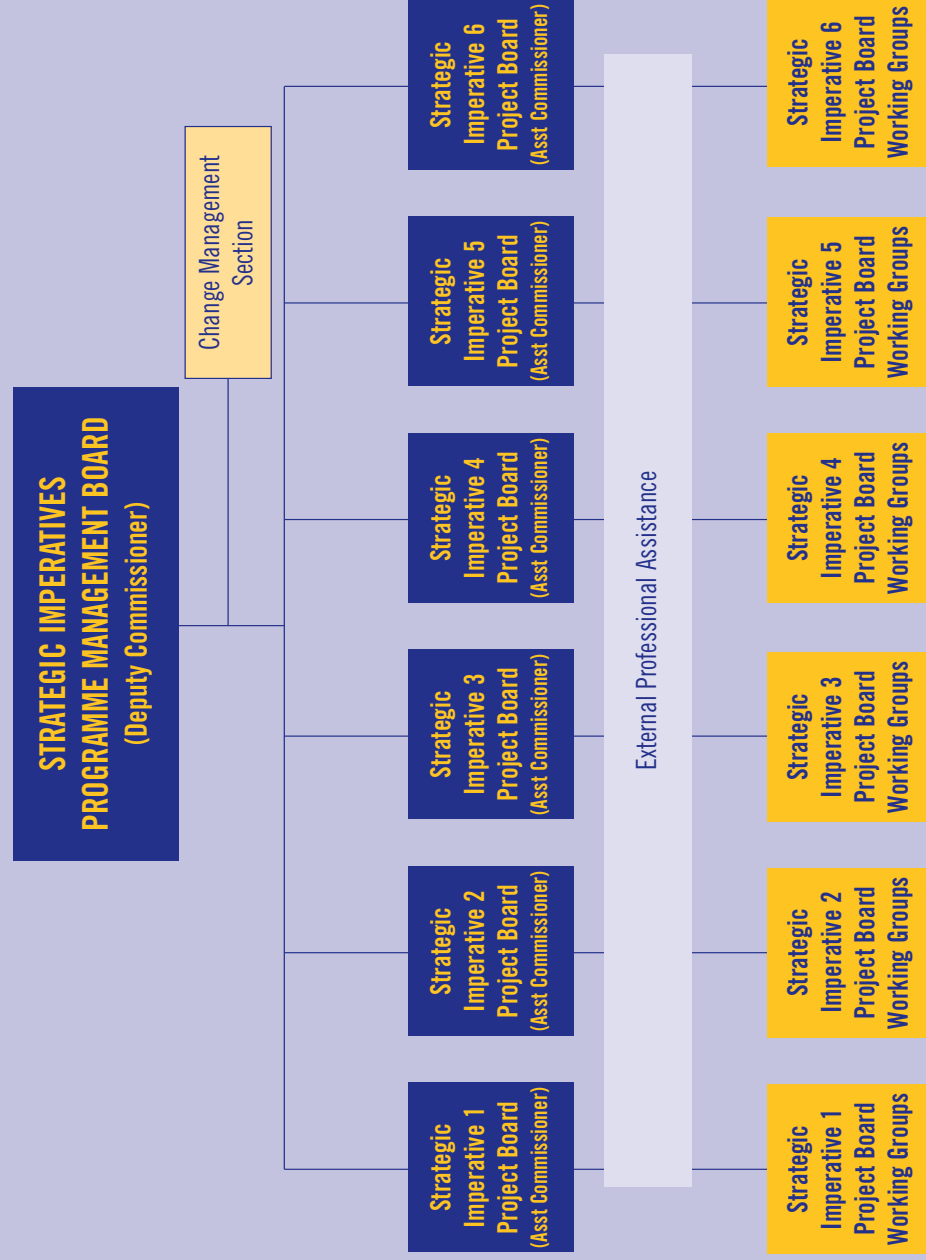 STRATEGIC IMPERATIVES
PROGRAMME MANAGEMENT BOARD
(Deputy Commissioner)
Change Management
Section
Strategic
Imperative 1
Project Board
(Asst Commissioner)
Strategic
Imperative 2
Project Board
(Asst Commissioner)
Strategic
Imperative 3
Project Board
(Asst Commissioner)
Strategic
Imperative 4
Project Board
(Asst Commissioner)
Strategic
Imperative 5
Project Board
(Asst Commissioner)
Strategic
Imperative 6
Project Board
(Asst Commissioner)
External Professional Assistance
Strategic
Imperative 1
Project Board
Working Groups
Strategic
Imperative 2
Project Board
Working Groups
Strategic
Imperative 3
Project Board
Working Groups
Strategic
Imperative 4
Project Board
Working Groups
Strategic
Imperative 5
Project Board
Working Groups
Strategic
Imperative 6
Project Board
Working Groups